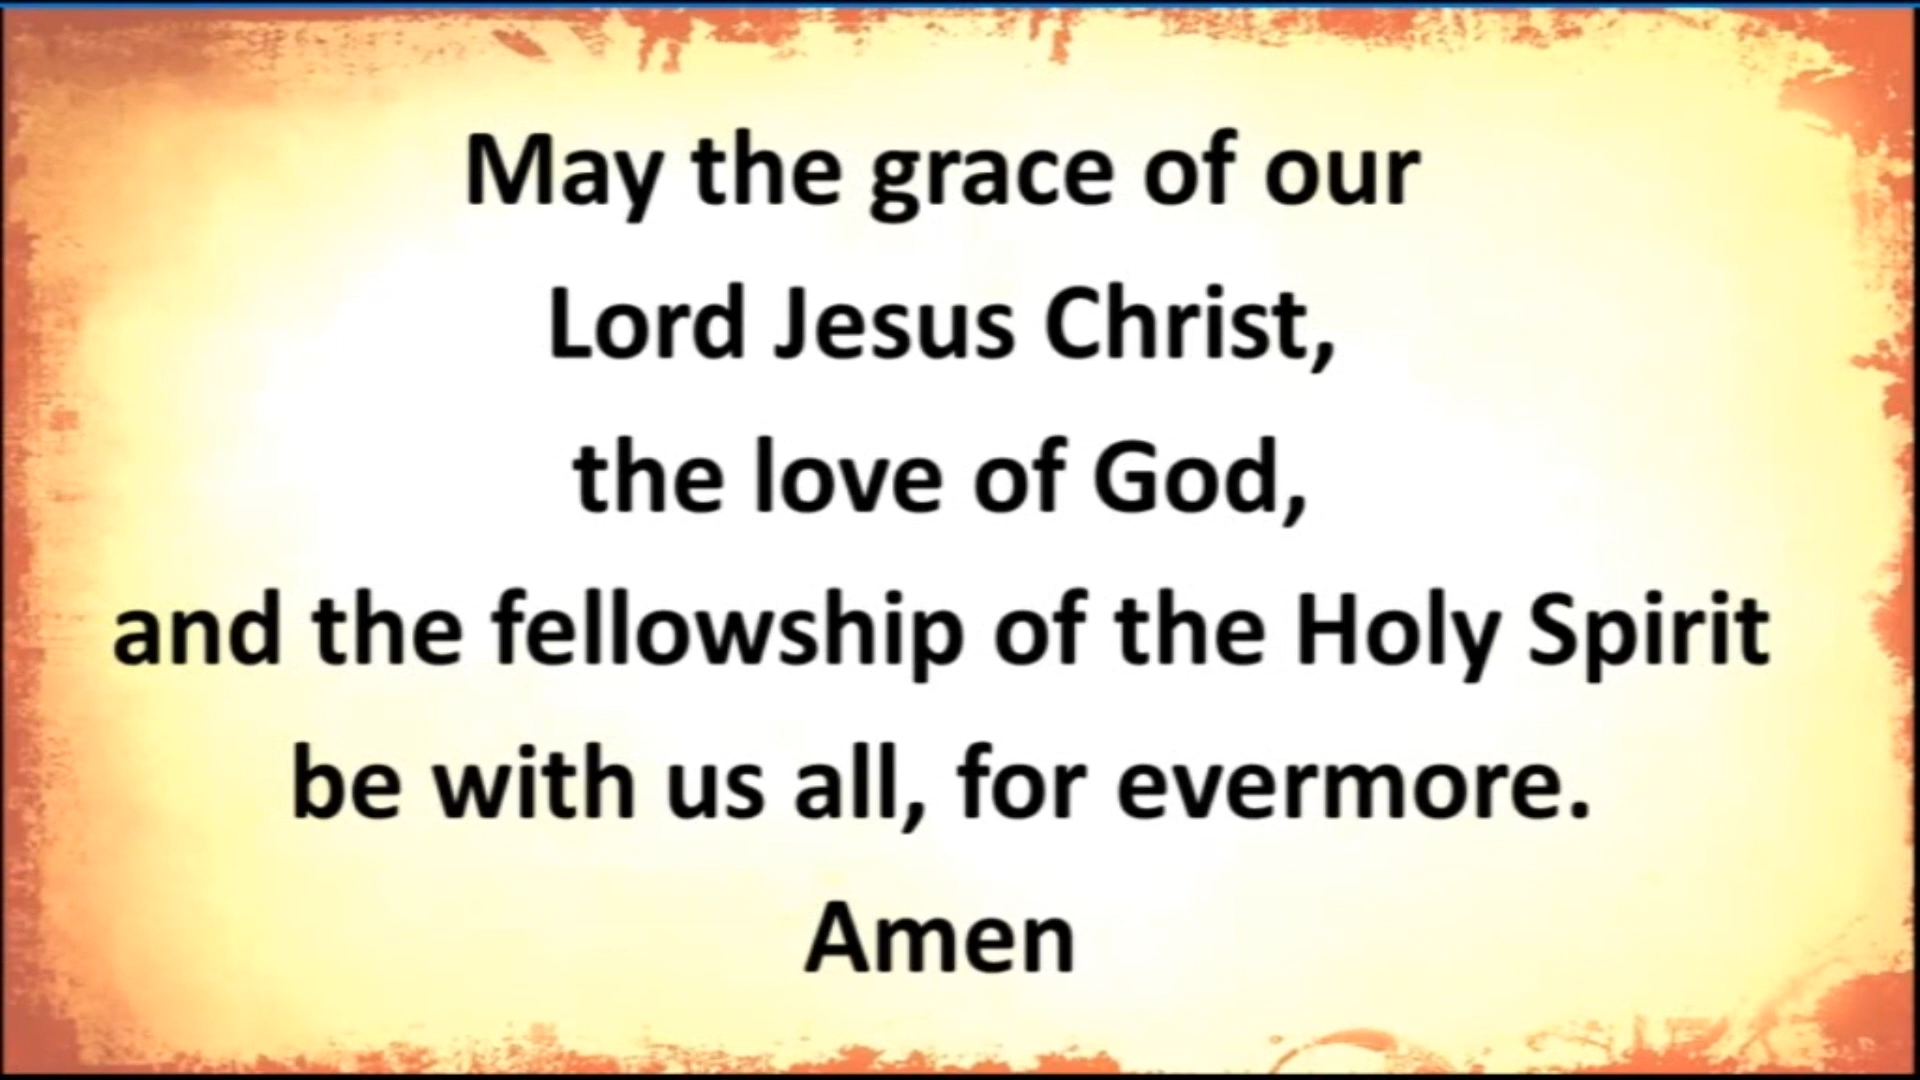 May the grace of our
Lord Jesus Christ,
the love of God,
and the fellowship of the Holy Spirit
be with us all, for evermore.
Amen